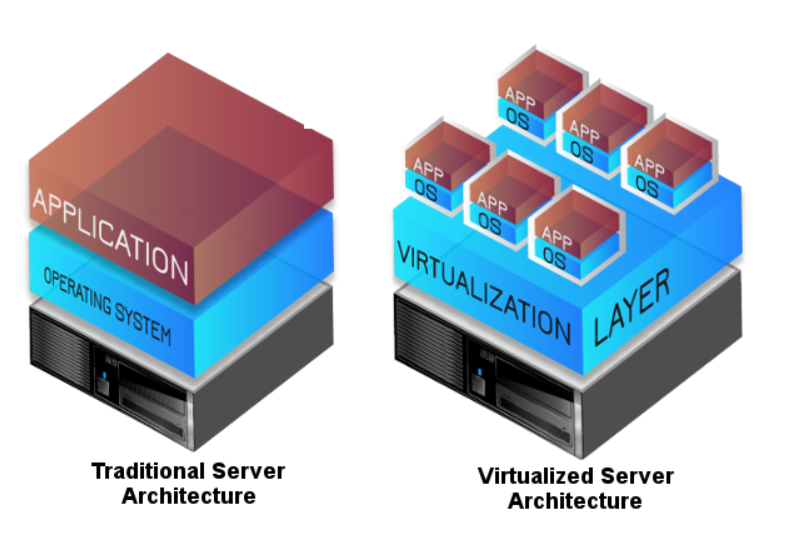 APPLICATION
OPERATING SYSTEM
Traditional Server
Architecture
APP
OS
APP
OS
APP
OS
APP
OS
APP
OS
APP
OS
VIRTUALIZATION LAYER
Virtualized Server
Architecture